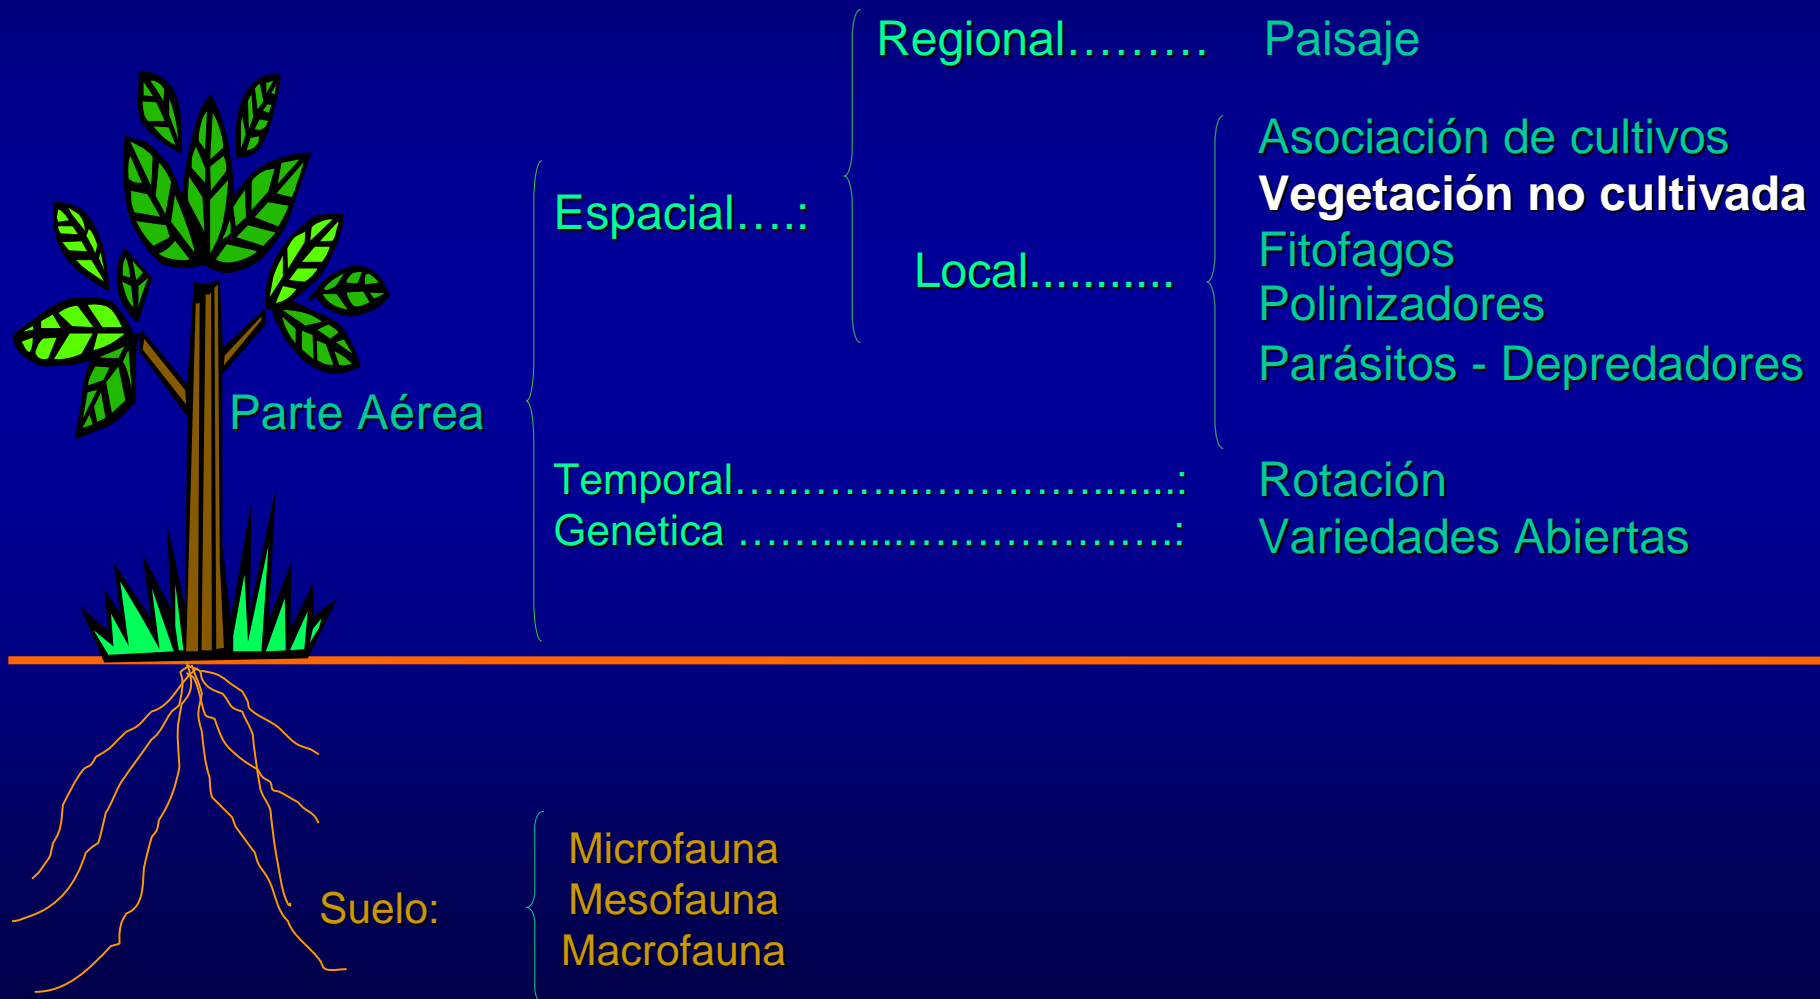 Regional……… Paisaje
Asociación de cultivos
Vegetación no cultivada
Espacial….:
Fitofagos
Local...........
Polinizadores
Parásitos - Depredadores
Parte Aérea
Temporal…..……...………….......: Rotación
Genetica ……......……………….: Variedades Abiertas
Microfauna
Suelo:
Mesofauna
Macrofauna